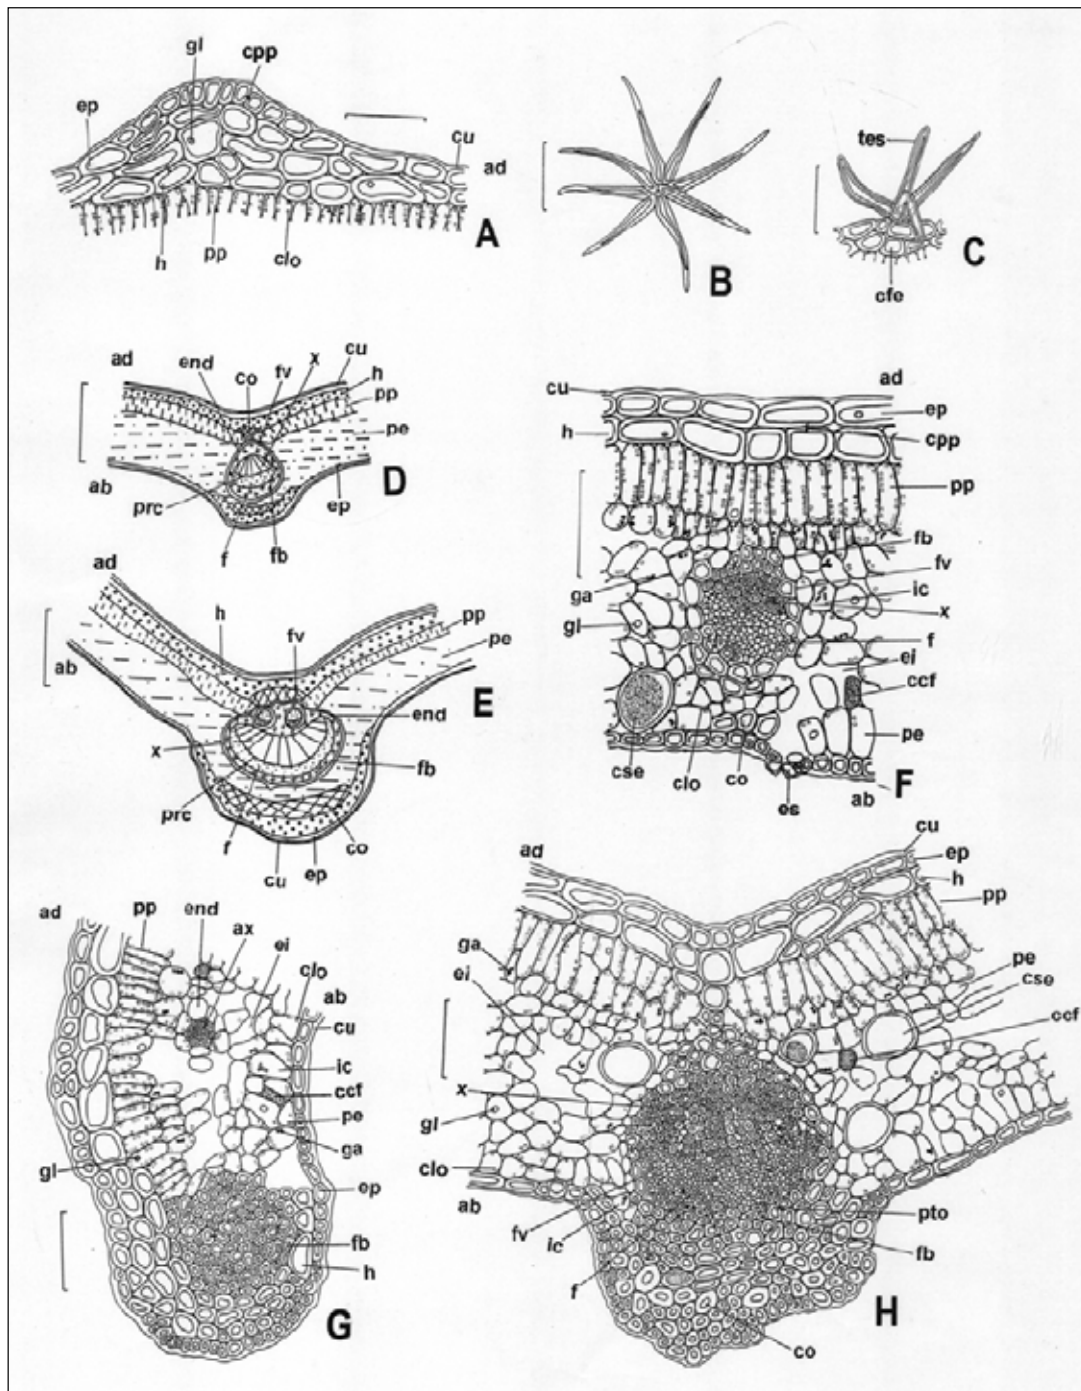 gl
cpp
ep
cu
ad
h
pp
clo
A
B
tes
cfe
C
ad
end
co
fv
x
cu
h
pp
pe
ab
prc
ep
f
fb
D
ad
h
fv
pp
pe
ab
end
x
fb
prc
f
cu
ep
co
E
cu
ad
ep
h
cpp
pp
fb
fv
ga
ic
x
gl
f
ei
ccf
pe
cse
clo
co
es
ab
F
ad
pp
end
ax
ei
clo
ab
cu
ic
ccf
pe
ga
gl
ep
fb
h
G
ad
cu
ep
h
pp
ga
ei
pe
cse
ccf
x
gl
clo
ab
fv
ic
pto
fb
f
co
H